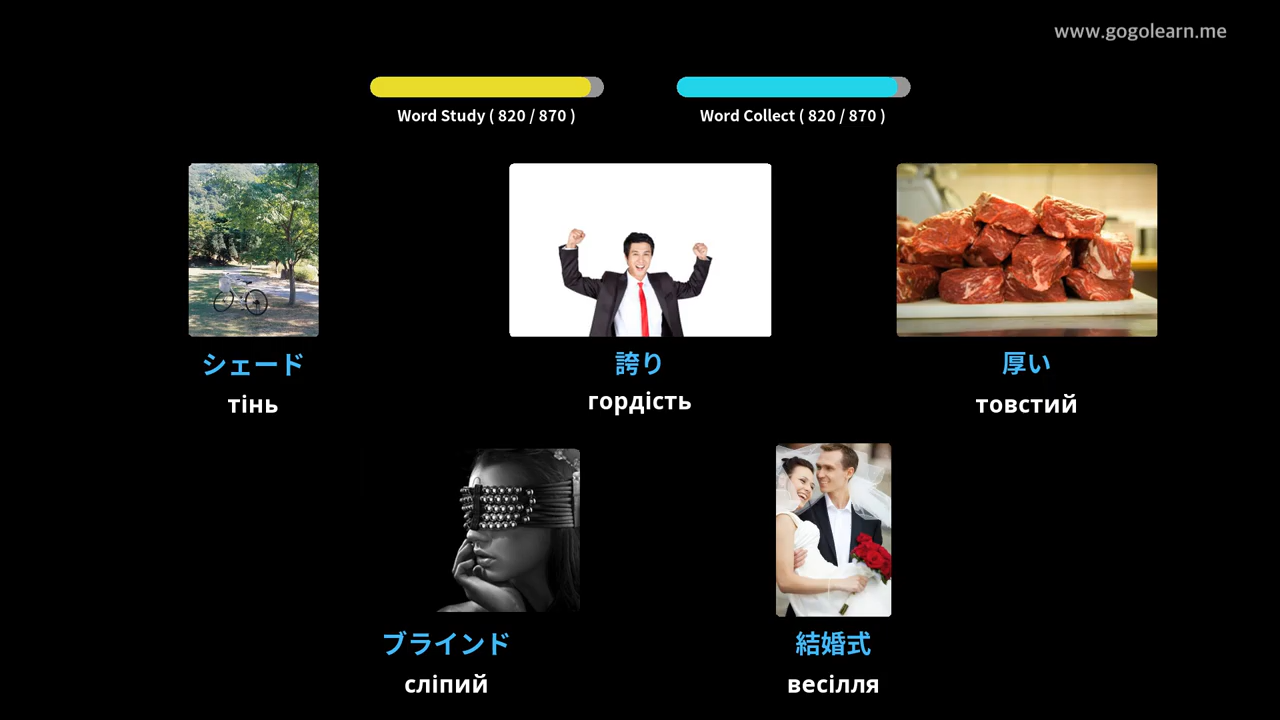 www.gogolearn.me
Word Study ( 820 / 870 )
Word Collect ( 820 / 870 )
シェード
тінь
誇り
гордість
厚い
товстий
ブラインド
сліпий
結婚式
весілля